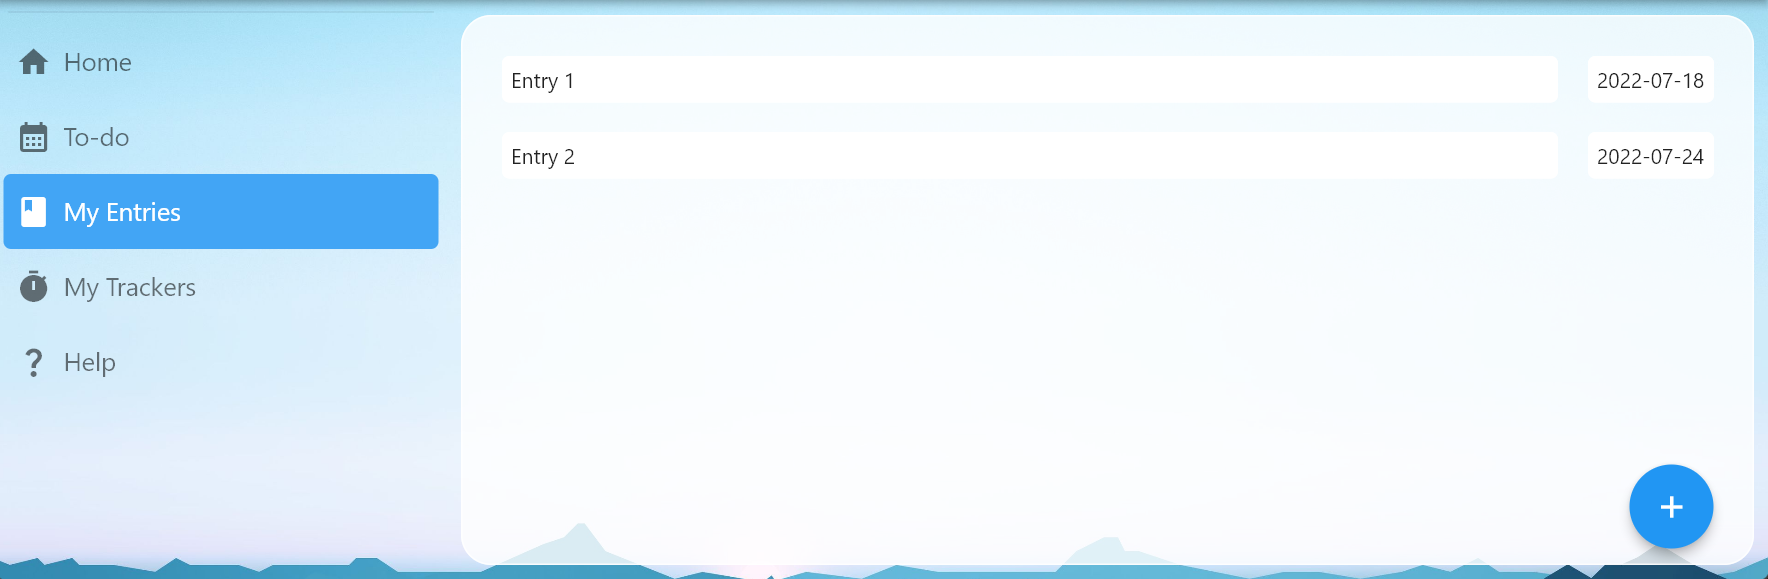 Home
To-do
My Entries
My Trackers
Help
Entry 1 2022-07-18
Entry 2 2022-07-24